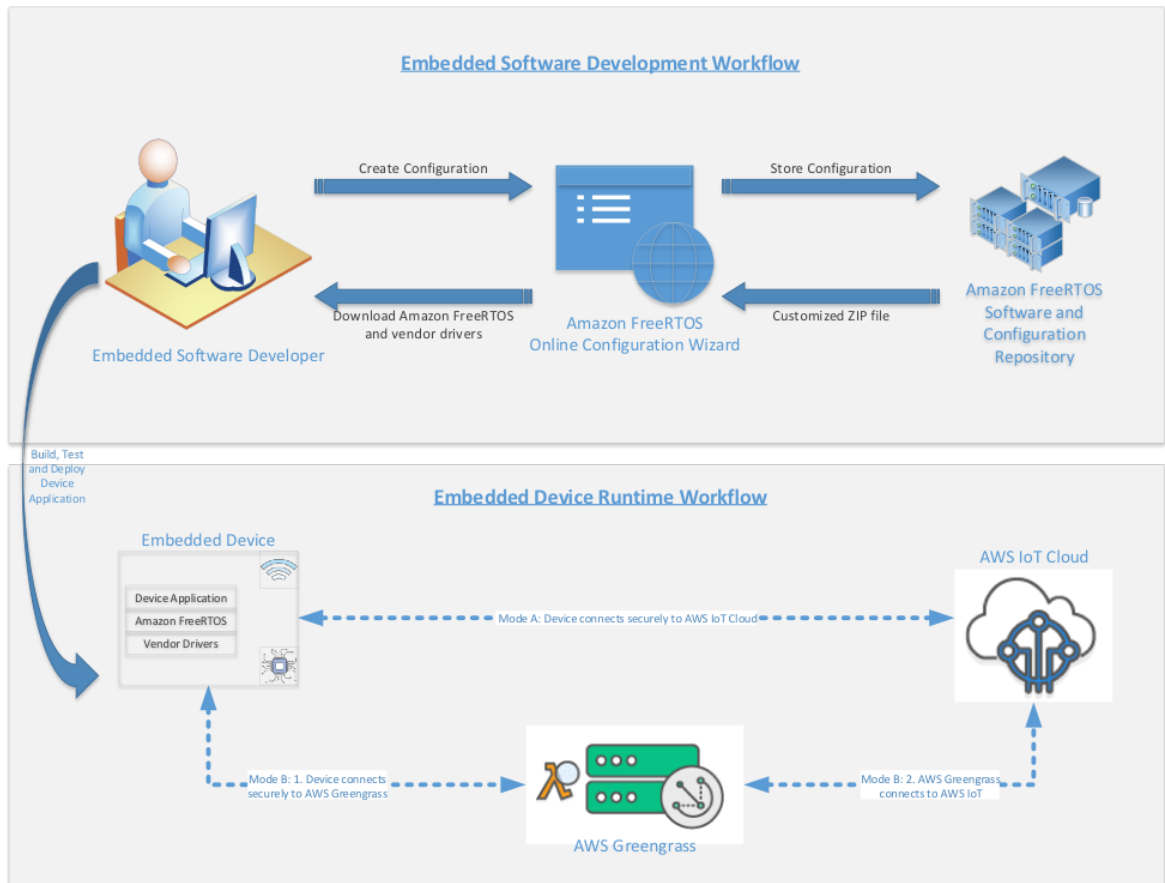 Embedded Software Development Workflow
Create Configuration
Store Configuration
Download Amazon FreeRTOS
and vendor drivers
Customized ZIP file
Embedded Software Developer
Amazon FreeRTOS
Online Configuration Wizard
Amazon FreeRTOS
Software and
Configuration
Repository
Build, Test
and Deploy
Device
Application
Embedded Device Runtime Workflow
Embedded Device
Device Application
Amazon FreeRTOS
Vendor Drivers
AWS IoT Cloud
Mode A: Device connects securely to AWS IoT Cloud
Mode B: 1. Device connects
securely to AWS Greengrass
Mode B: 2. AWS Greengrass
connects to AWS IoT
AWS Greengrass